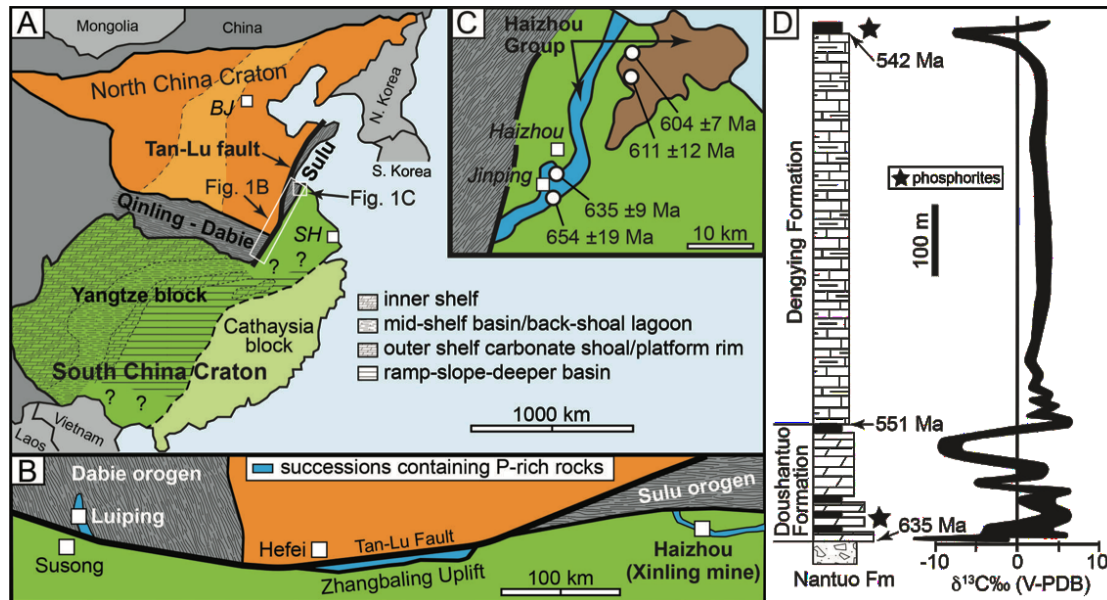 A
Mongolia
China
North China Craton
BJ
N. Korea
S. Korea
Tan-Lu fault
Sulu
Fig. 1B
Fig. 1C
Qinling - Dabie
SH
? ?
Yangtze block
Cathaysia
block
South China Craton
? ?
Vietnam
Laos
inner shelf
mid-shelf basin/back-shoal lagoon
outer shelf carbonate shoal/platform rim
ramp-slope-deeper basin
1000 km
C
Haizhou
Group
Haizhou
Jinping
604 ±7 Ma
611 ±12 Ma
635 ±9 Ma
654 ±19 Ma
10 km
B
Dabie orogen
successions containing P-rich rocks
Sulu orogen
Luiping
Susong
Hefei
Tan-Lu Fault
Zhangbaling Uplift
Haizhou
(Xinling mine)
100 km
D
542 Ma
Dengying Formation
phosphorites
100 m
551 Ma
Doushantuo
Formation
635 Ma
Nantuo Fm
-10 0 10
δ¹³C‰ (V-PDB)